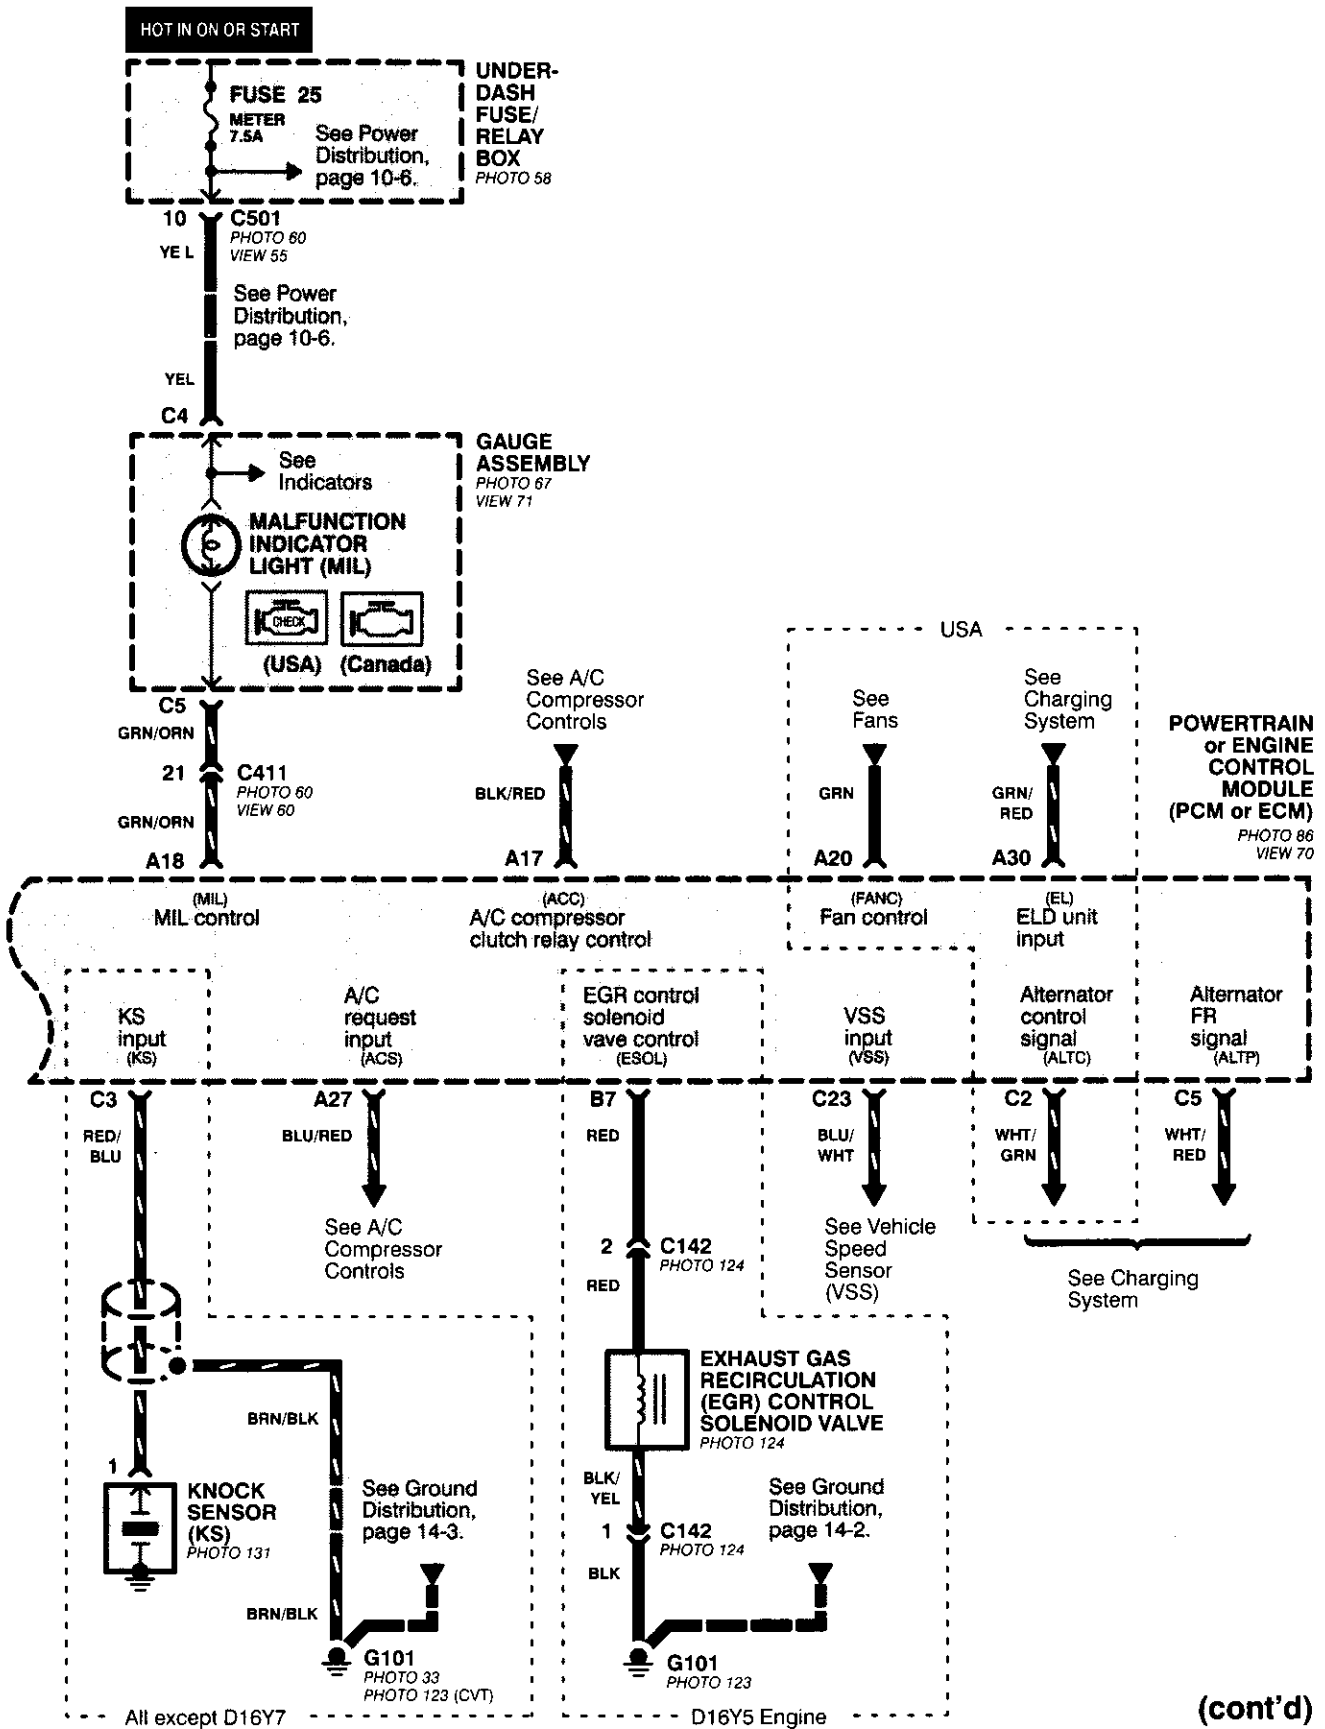 HOT IN ON OR START
FUSE 25
METER
7.5A
See Power
Distribution,
page 10-6.
UNDER-
DASH
FUSE/
RELAY
BOX
PHOTO 58
10
C501
PHOTO 60
VIEW 55
YEL
See Power
Distribution,
page 10-6.
YEL
C4
GAUGE
ASSEMBLY
PHOTO 67
VIEW 71
See
Indicators
MALFUNCTION
INDICATOR
LIGHT (MIL)
CHECK
(USA)
(Canada)
C5
GRN/ORN
21
C411
PHOTO 60
VIEW 60
GRN/ORN
A18
See A/C
Compressor
Controls
BLK/RED
A17
USA
See
Fans
GRN
A20
See
Charging
System
GRN/
RED
A30
POWERTRAIN
or ENGINE
CONTROL
MODULE
(PCM or ECM)
PHOTO 86
VIEW 70
(MIL)
MIL control
(ACC)
A/C compressor
clutch relay control
(FANC)
Fan control
(EL)
ELD unit
input
KS
input
(KS)
A/C
request
input
(ACS)
EGR control
solenoid
vave control
(ESOL)
VSS
input
(VSS)
Alternator
control
signal
(ALTC)
Alternator
FR
signal
(ALTP)
C3
RED/
BLU
A27
BLU/RED
See A/C
Compressor
Controls
B7
RED
2
C142
PHOTO 124
RED
C23
BLU/
WHT
See Vehicle
Speed
Sensor
(VSS)
C2
WHT/
GRN
C5
WHT/
RED
See Charging
System
BRN/BLK
1
KNOCK
SENSOR
(KS)
PHOTO 131
See Ground
Distribution,
page 14-3.
BRN/BLK
G101
PHOTO 33
PHOTO 123 (CVT)
All except D16Y7
EXHAUST GAS
RECIRCULATION
(EGR) CONTROL
SOLENOID VALVE
PHOTO 124
BLK/
YEL
1
C142
PHOTO 124
BLK
See Ground
Distribution,
page 14-2.
G101
PHOTO 123
D16Y5 Engine
(cont'd)